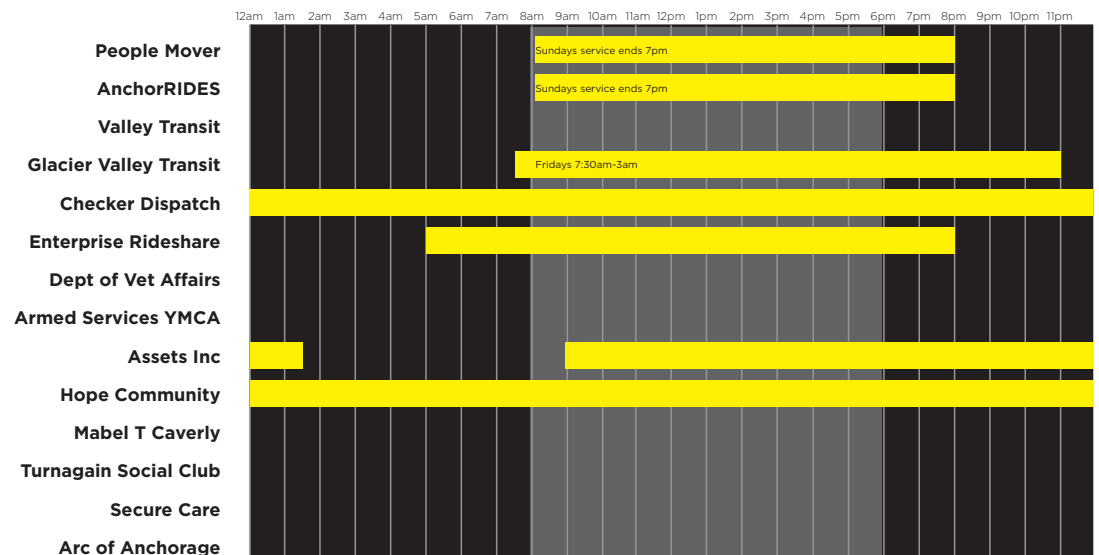 12am 1am 2am 3am 4am 5am 6am 7am 8am 9am 10am 11am 12pm 1pm 2pm 3pm 4pm 5pm 6pm 7pm 8pm 9pm 10pm 11pm
People Mover Sundays service ends 7pm
AnchorRIDES Sundays service ends 7pm
Valley Transit
Glacier Valley Transit Fridays 7:30am-3am
Checker Dispatch
Enterprise Rideshare
Dept of Vet Affairs
Armed Services YMCA
Assets Inc
Hope Community
Mabel T Caverly
Turnagain Social Club
Secure Care
Arc of Anchorage